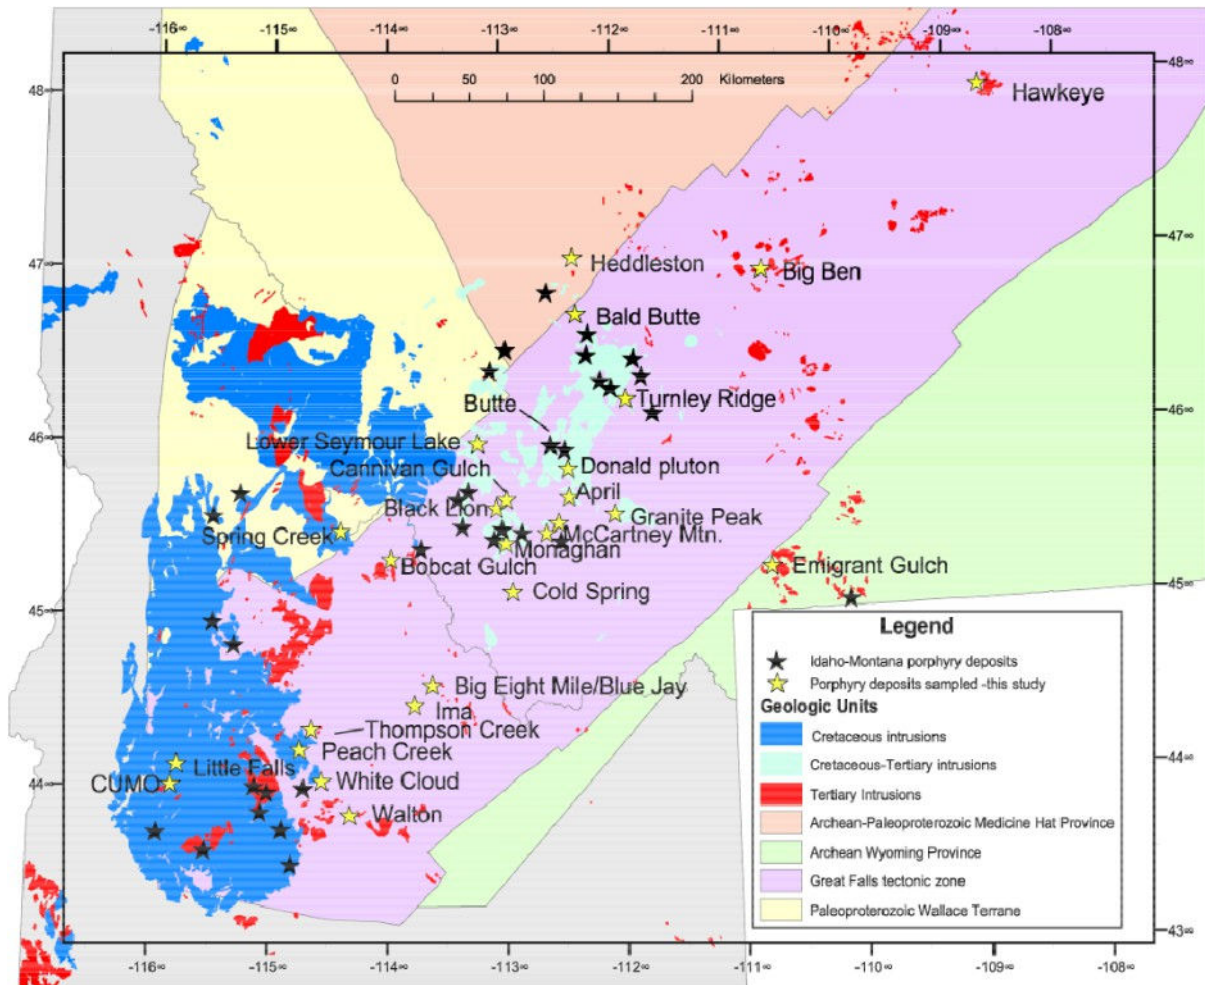 -116∞ -115∞ -114∞ -113∞ -112∞ -111∞ -110∞ -109∞ -108∞
0 50 100 200 Kilometers
48∞
48∞
Hawkeye
47∞
47∞
Heddleston
Big Ben
Bald Butte
Butte
Turnley Ridge
46∞
46∞
Lower Seymour Lake
Cannivan Gulch
Donald pluton
April
Black Lion
Granite Peak
Spring Creek
McCartney Mtn.
Monaghan
Bobcat Gulch
Emigrant Gulch
Cold Spring
45∞
45∞
Big Eight Mile/Blue Jay
Ima
Thompson Creek
Peach Creek
Little Falls
White Cloud
CUMO
44∞
44∞
Walton
Legend
Idaho-Montana porphyry deposits
Porphyry deposits sampled -this study
Geologic Units
Cretaceous intrusions
Cretaceous-Tertiary intrusions
Tertiary Intrusions
Archean-Paleoproterozoic Medicine Hat Province
Archean Wyoming Province
Great Falls tectonic zone
Paleoproterozoic Wallace Terrane
43∞
-116∞ -115∞ -114∞ -113∞ -112∞ -111∞ -110∞ -109∞ -108∞